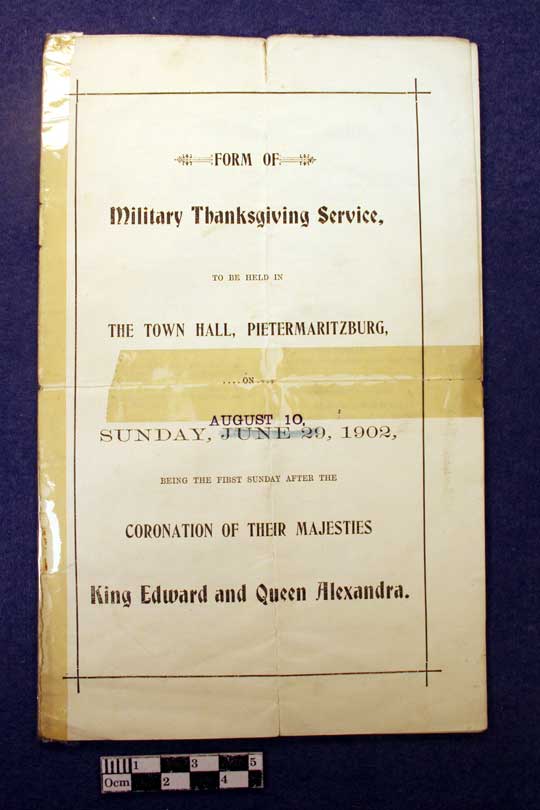 FORM OF
Military Thanksgiving Service,
TO BE HELD IN
THE TOWN HALL, PIETERMARITZBURG,
....ON....
AUGUST 10,
SUNDAY, JUNE 29, 1902,
BEING THE FIRST SUNDAY AFTER THE
CORONATION OF THEIR MAJESTIES
King Edward and Queen Alexandra.
1 3 5
0cm 2 4